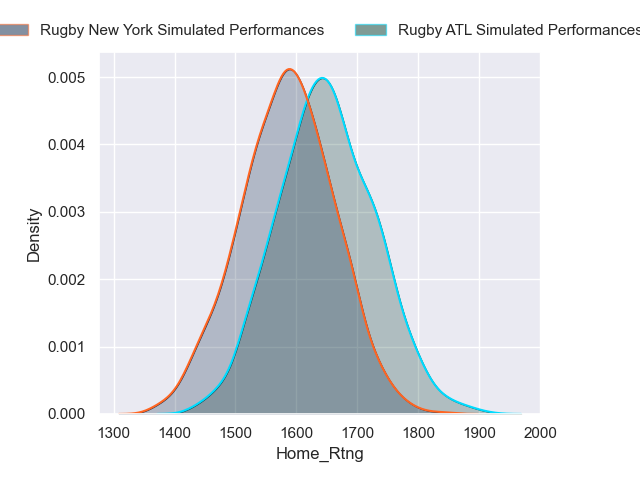 Rugby New York Simulated Performances
Rugby ATL Simulated Performances
0.005
0.004
0.003
0.002
0.001
0.000
Density
1300 1400 1500 1600 1700 1800 1900 2000
Home_Rtng